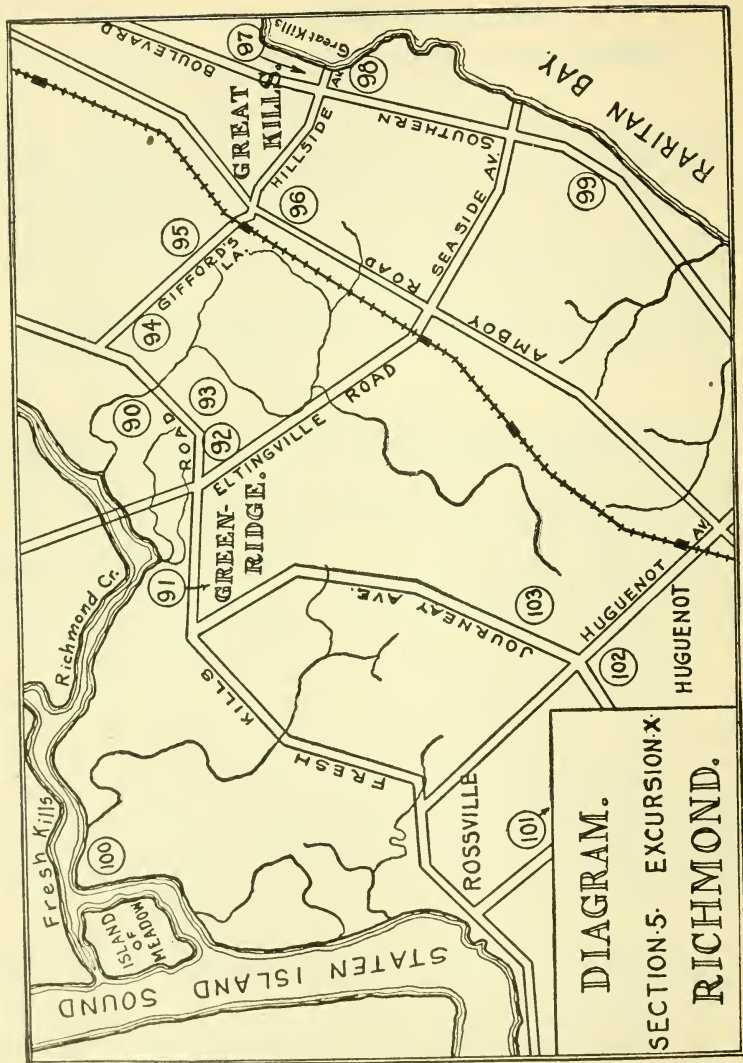 DIAGRAM.
SECTION·5· EXCURSION·X·
RICHMOND.
STATEN ISLAND SOUND
Fresh Kills
ISLAND
OF
MEADOW
Richmond Cr.
100
ROSSVILLE
101
FRESH KILLS ROAD
91
GREEN-
RIDGE.
90
92
93
94
95
GIFFORD'S
LA.
ELTINGVILLE ROAD
JOURNEAY AVE.
103
102
HUGUENOT AV.
HUGUENOT
AMBOY ROAD
96
GREAT
KILLS.
HILLSIDE AV.
97
Great Kills
98
SOUTHERN BOULEVARD
SEASIDE AV.
99
RARITAN BAY.